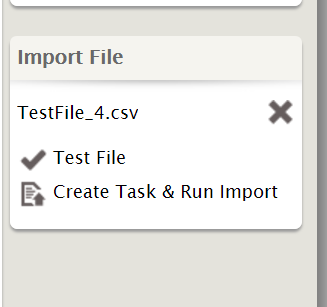 Import File
TestFile_4.csv
Test File
Create Task & Run Import